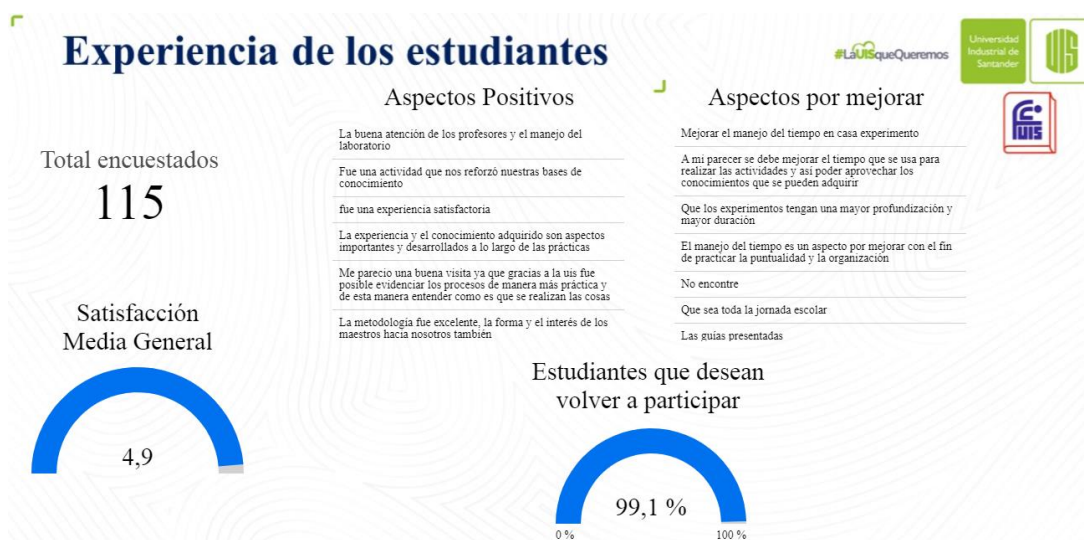 Experiencia de los estudiantes
#LaUISqueQueremos
Universidad
Industrial de
Santander
UIS
UIS
Total encuestados
115
Satisfacción
Media General
4,9
Aspectos Positivos
La buena atención de los profesores y el manejo del
laboratorio
Fue una actividad que nos reforzó nuestras bases de
conocimiento
fue una experiencia satisfactoria
La experiencia y el conocimiento adquirido son aspectos
importantes y desarrollados a lo largo de las prácticas
Me parecio una buena visita ya que gracias a la uis fue
posible evidenciar los procesos de manera más práctica y
de esta manera entender como es que se realizan las cosas
La metodología fue excelente, la forma y el interés de los
maestros hacia nosotros también
Aspectos por mejorar
Mejorar el manejo del tiempo en casa experimento
A mi parecer se debe mejorar el tiempo que se usa para
realizar las actividades y así poder aprovechar los
conocimientos que se pueden adquirir
Que los experimentos tengan una mayor profundización y
mayor duración
El manejo del tiempo es un aspecto por mejorar con el fin
de practicar la puntualidad y la organización
No encontre
Que sea toda la jornada escolar
Las guías presentadas
Estudiantes que desean
volver a participar
99,1 %
0 %
100 %